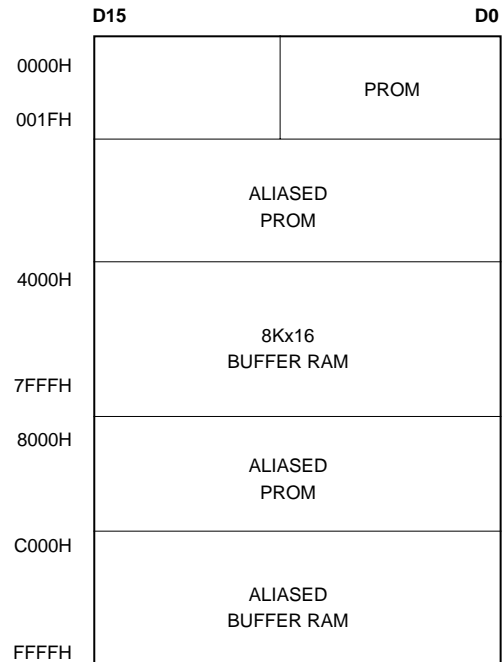 D15 D0
0000H
PROM
001FH
ALIASED
PROM
4000H
8Kx16
BUFFER RAM
7FFFH
8000H
ALIASED
PROM
C000H
ALIASED
BUFFER RAM
FFFFH